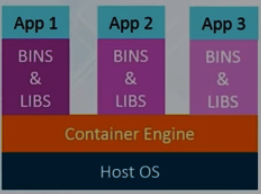 App 1 App 2 App 3
BINS BINS BINS
& & &
LIBS LIBS LIBS
Container Engine
Host OS